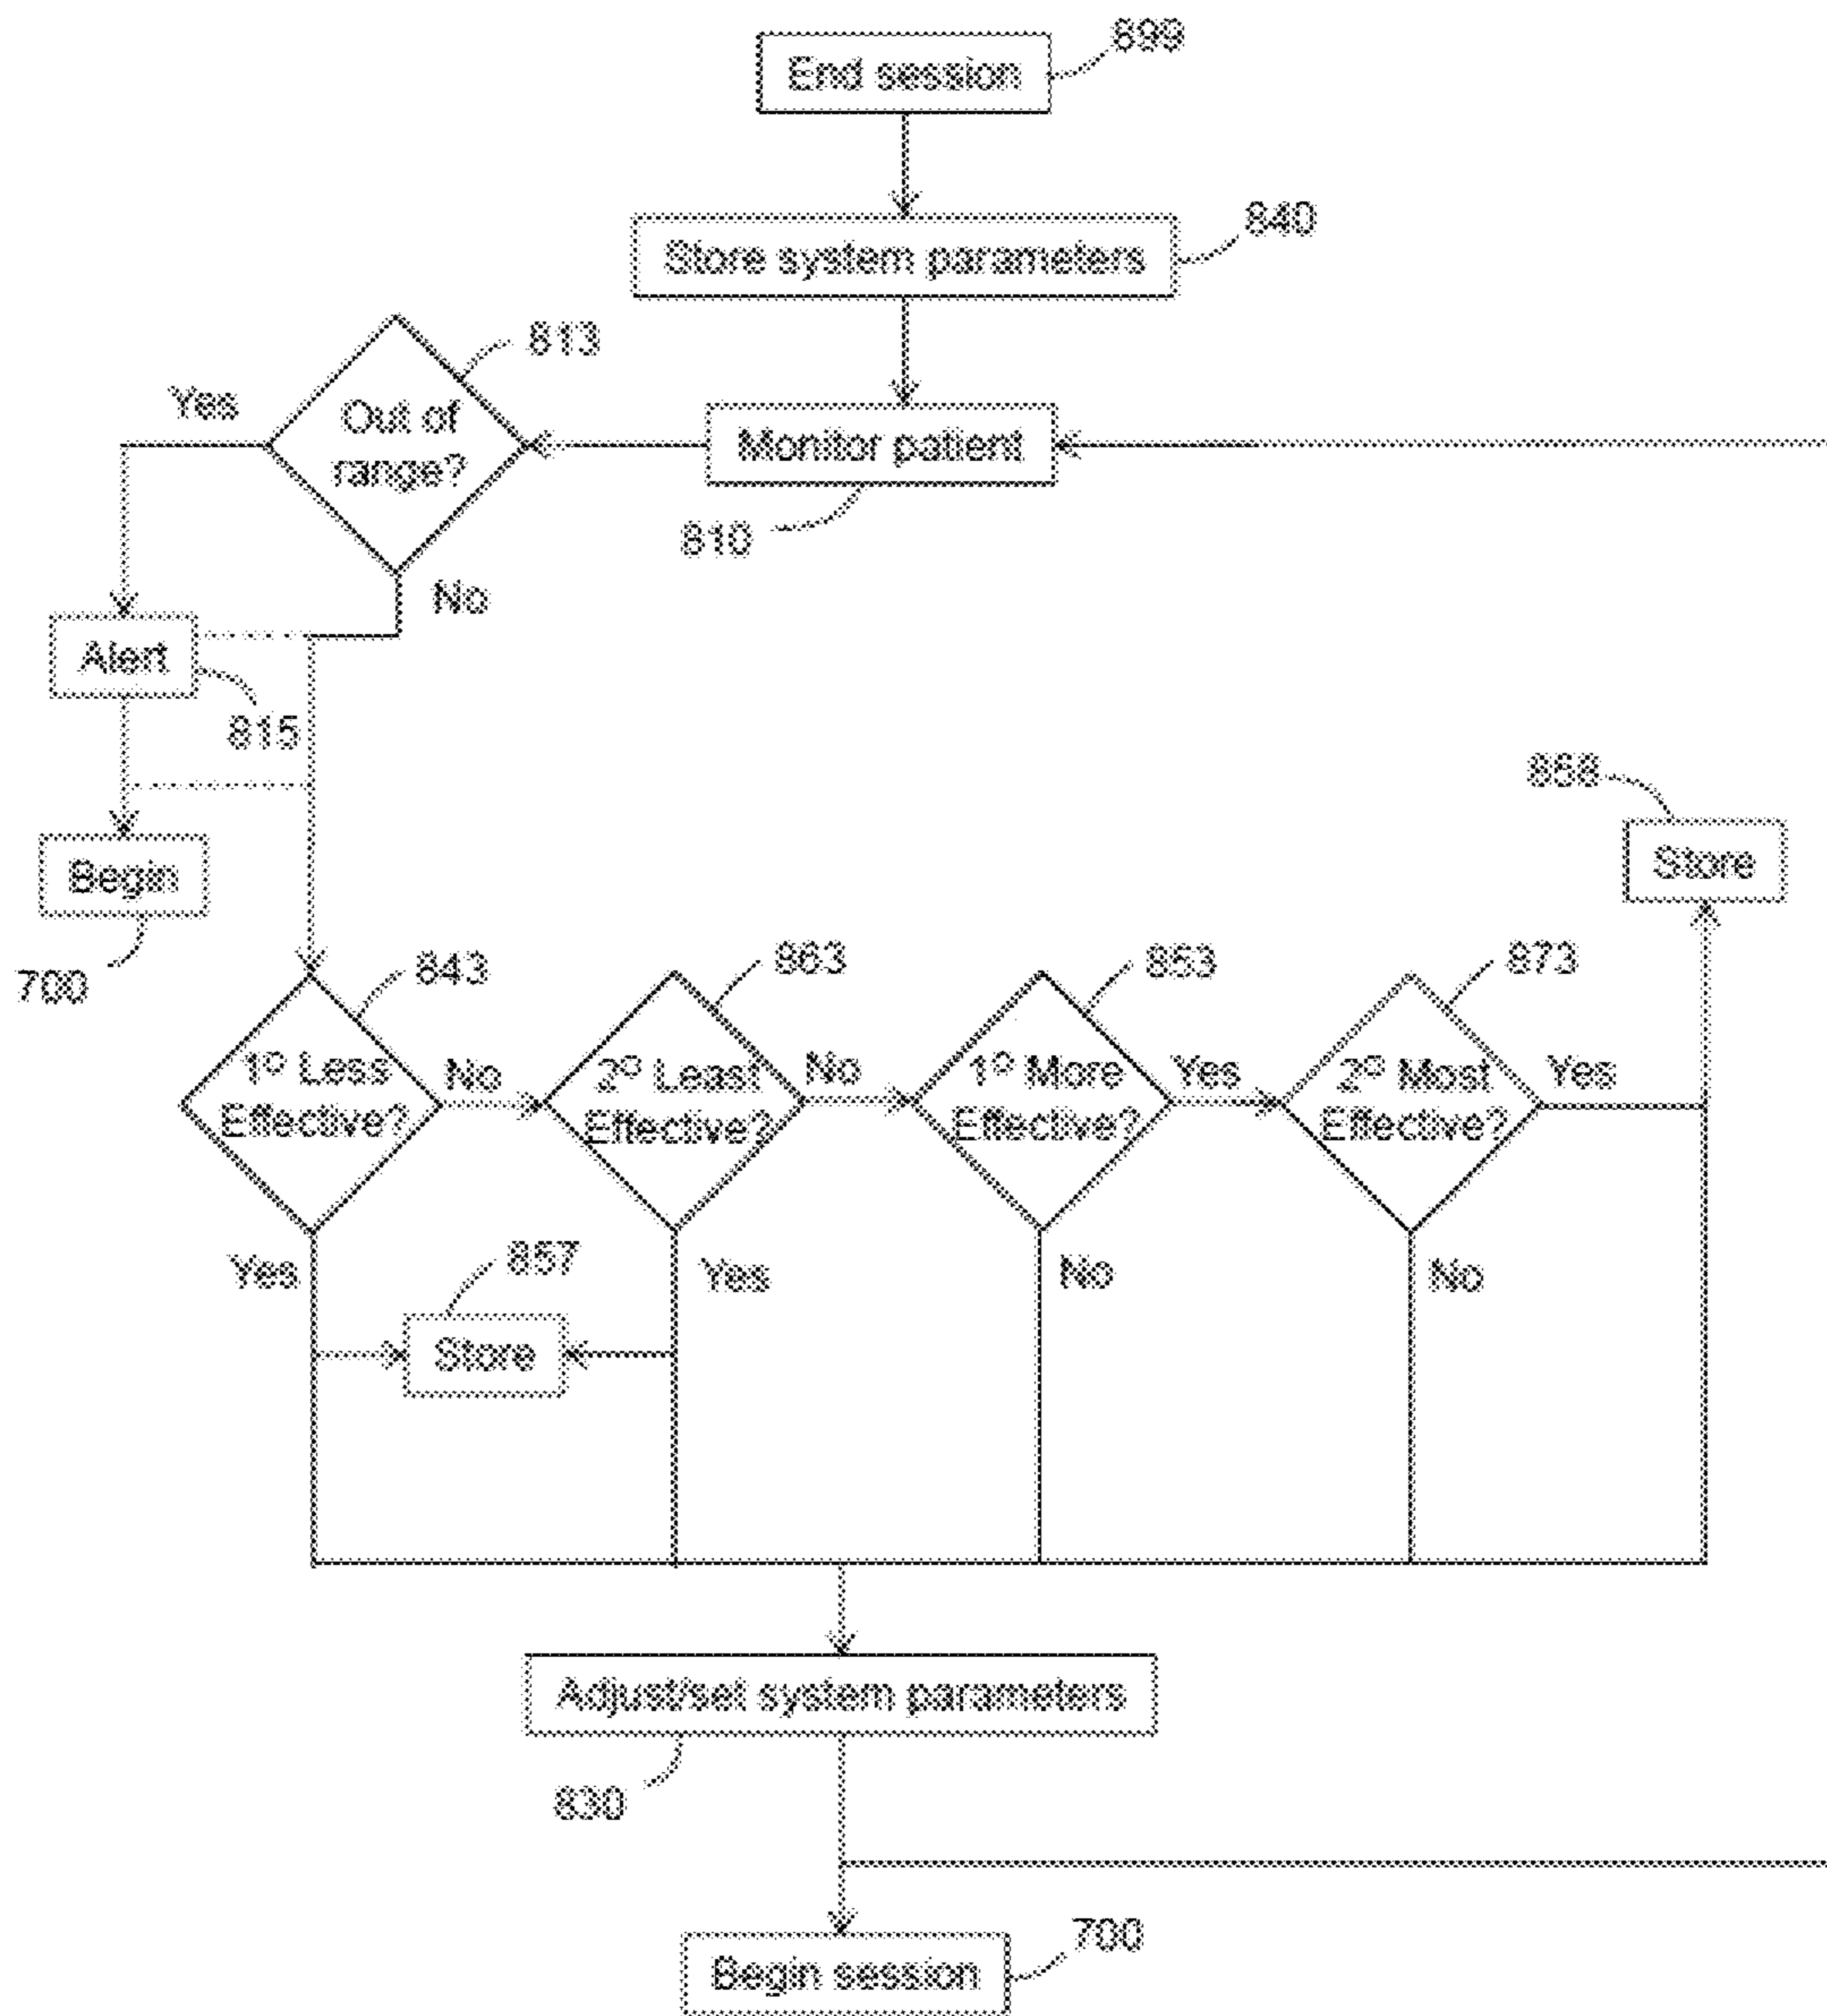 End session
899
Store system parameters
840
Out of
range?
813
Yes
No
Monitor patient
810
Alert
815
Begin
700
868
Store
1º Less
Effective?
843
No
2º Least
Effective?
863
No
1º More
Effective?
853
Yes
2º Most
Effective?
873
Yes
Yes
857
Store
Yes
No
No
Adjust/set system parameters
830
Begin session
700